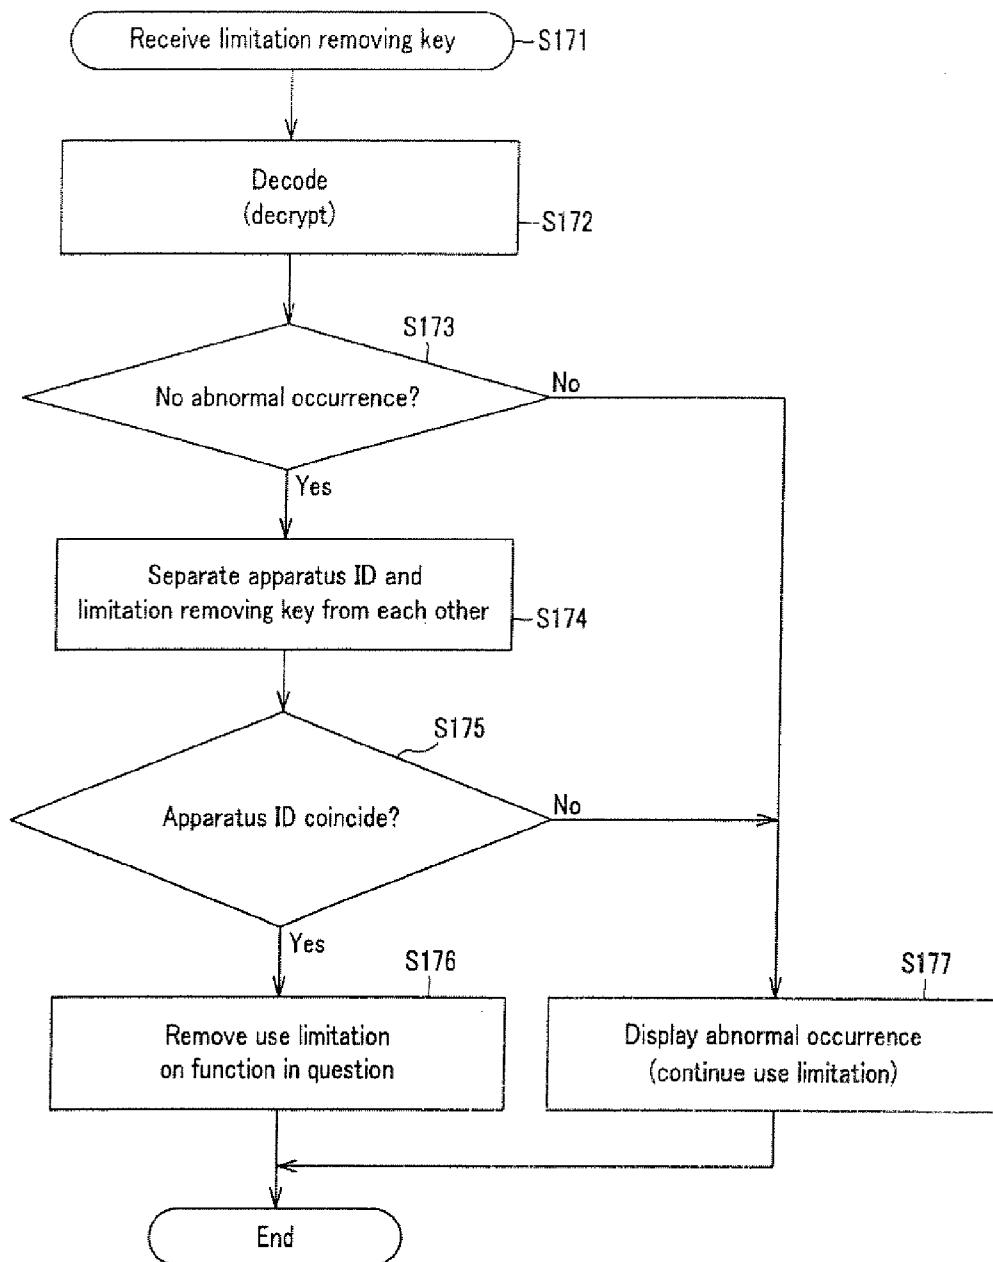 Receive limitation removing key
S171
Decode
(decrypt)
S172
S173
No abnormal occurrence?
No
Yes
Separate apparatus ID and
limitation removing key from each other
S174
S175
Apparatus ID coincide?
No
Yes
S176
Remove use limitation
on function in question
S177
Display abnormal occurrence
(continue use limitation)
End